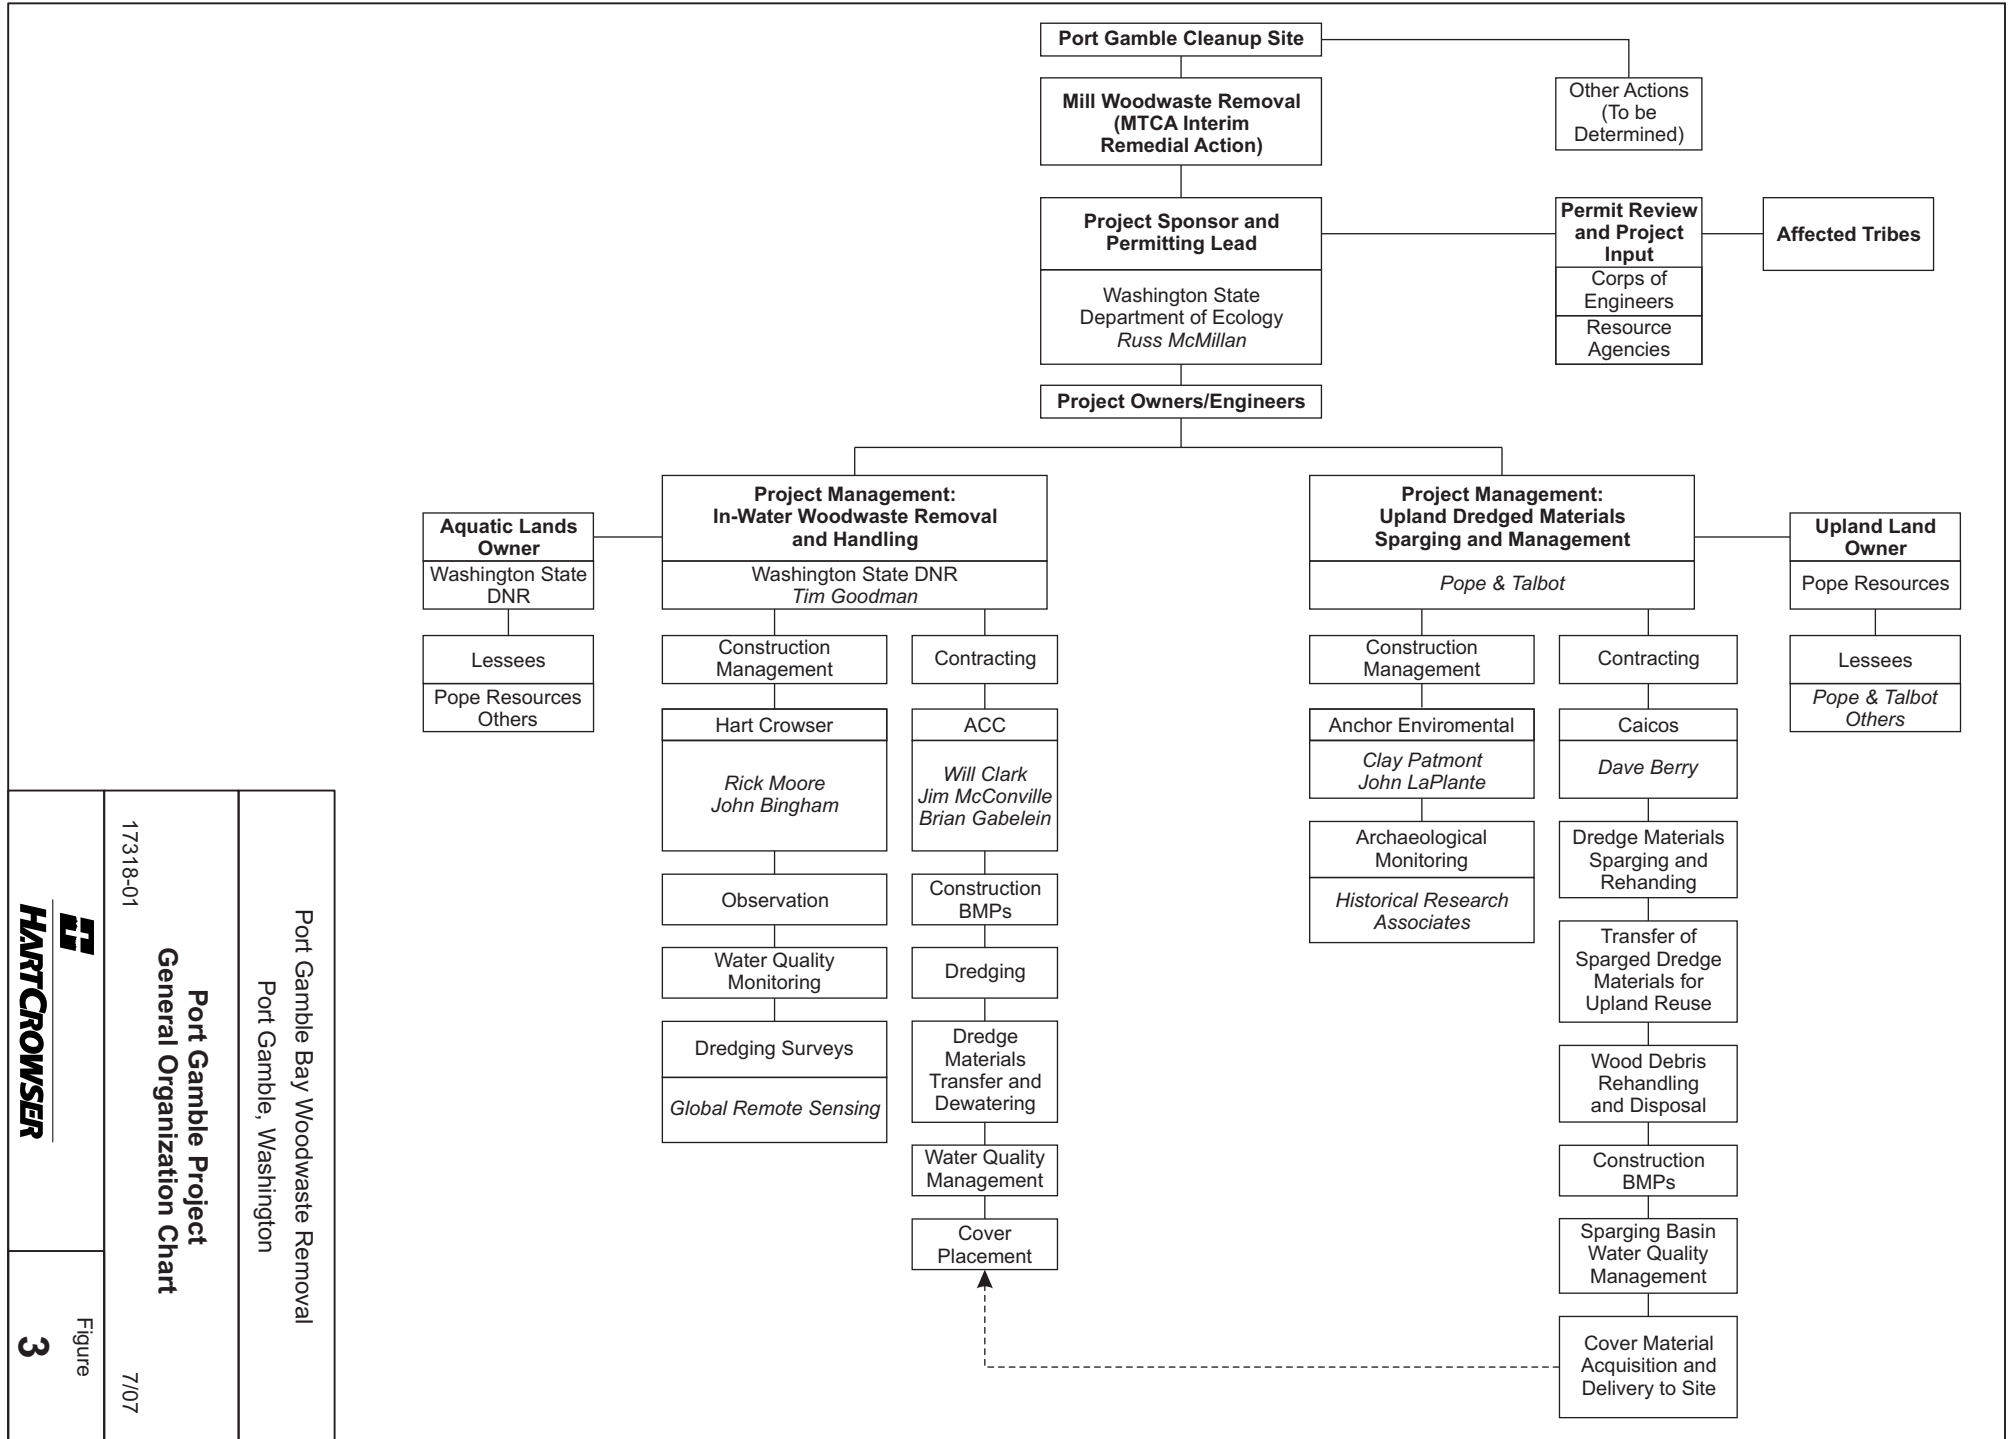 Port Gamble Cleanup Site
Mill Woodwaste Removal
(MTCA Interim
Remedial Action)
Other Actions
(To be
Determined)
Project Sponsor and
Permitting Lead
Washington State
Department of Ecology
Russ McMillan
Permit Review
and Project
Input
Corps of
Engineers
Resource
Agencies
Affected Tribes
Project Owners/Engineers
Aquatic Lands
Owner
Washington State
DNR
Lessees
Pope Resources
Others
Project Management:
In-Water Woodwaste Removal
and Handling
Washington State DNR
Tim Goodman
Construction
Management
Hart Crowser
Rick Moore
John Bingham
Observation
Water Quality
Monitoring
Dredging Surveys
Global Remote Sensing
Contracting
ACC
Will Clark
Jim McConville
Brian Gabelein
Construction
BMPs
Dredging
Dredge
Materials
Transfer and
Dewatering
Water Quality
Management
Cover
Placement
Project Management:
Upland Dredged Materials
Sparging and Management
Pope & Talbot
Construction
Management
Anchor Enviromental
Clay Patmont
John LaPlante
Archaeological
Monitoring
Historical Research
Associates
Contracting
Caicos
Dave Berry
Dredge Materials
Sparging and
Rehanding
Transfer of
Sparged Dredge
Materials for
Upland Reuse
Wood Debris
Rehandling
and Disposal
Construction
BMPs
Sparging Basin
Water Quality
Management
Cover Material
Acquisition and
Delivery to Site
Upland Land
Owner
Pope Resources
Lessees
Pope & Talbot
Others
Port Gamble Bay Woodwaste Removal
Port Gamble, Washington
Port Gamble Project
General Organization Chart
17318-01
7/07
HARTCROWSER
Figure
3